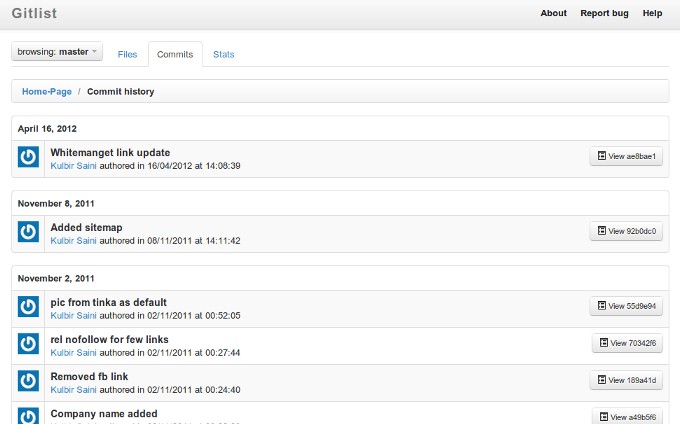 Gitlist
About Report bug Help
browsing: master
Files Commits Stats
Home-Page / Commit history
April 16, 2012
Whitemanget link update
Kulbir Saini authored in 16/04/2012 at 14:08:39
View ae8bae1
November 8, 2011
Added sitemap
Kulbir Saini authored in 08/11/2011 at 14:11:42
View 92b0dc0
November 2, 2011
pic from tinka as default
Kulbir Saini authored in 02/11/2011 at 00:52:05
View 55d9e94
rel nofollow for few links
Kulbir Saini authored in 02/11/2011 at 00:27:44
View 70342f6
Removed fb link
Kulbir Saini authored in 02/11/2011 at 00:24:40
View 189a41d
Company name added
View a49b5f6